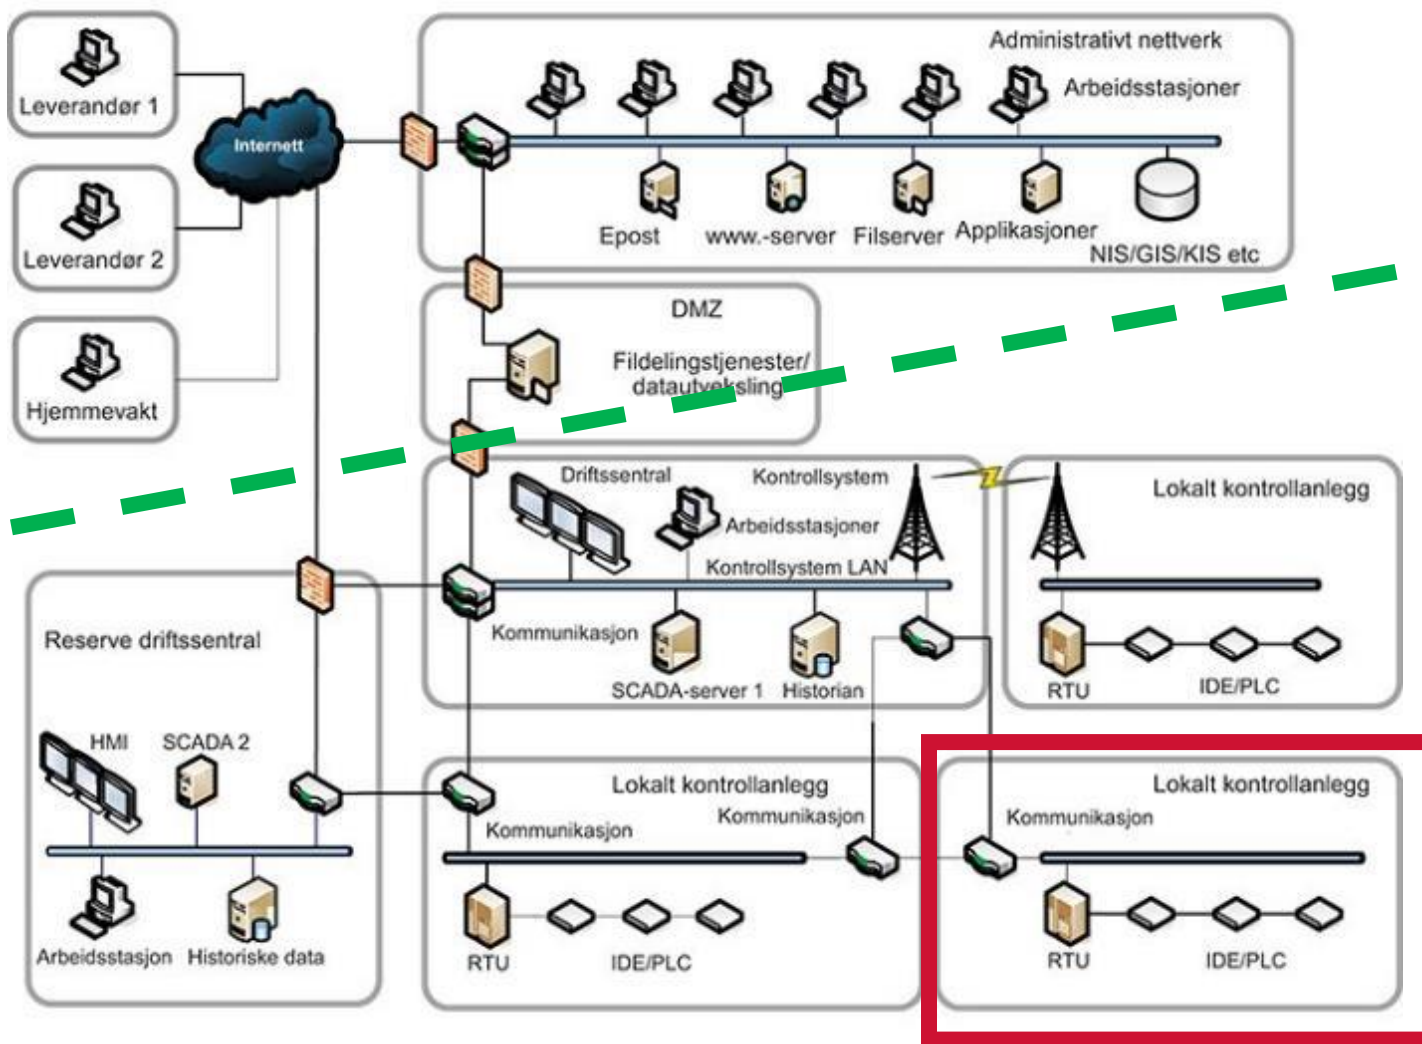 Leverandør 1
Leverandør 2
Hjemmevakt
Internett
Administrativt nettverk
Arbeidsstasjoner
Epost
www.-server
Filserver
Applikasjoner
NIS/GIS/KIS etc
DMZ
Fildelingstjenester/
datautveksling
Driftssentral
Kontrollsystem
Arbeidsstasjoner
Kontrollsystem LAN
Kommunikasjon
SCADA-server 1
Historian
Lokalt kontrollanlegg
RTU
IDE/PLC
Reserve driftssentral
HMI
SCADA 2
Arbeidsstasjon
Historiske data
Lokalt kontrollanlegg
Kommunikasjon
Kommunikasjon
RTU
IDE/PLC
Lokalt kontrollanlegg
Kommunikasjon
RTU
IDE/PLC